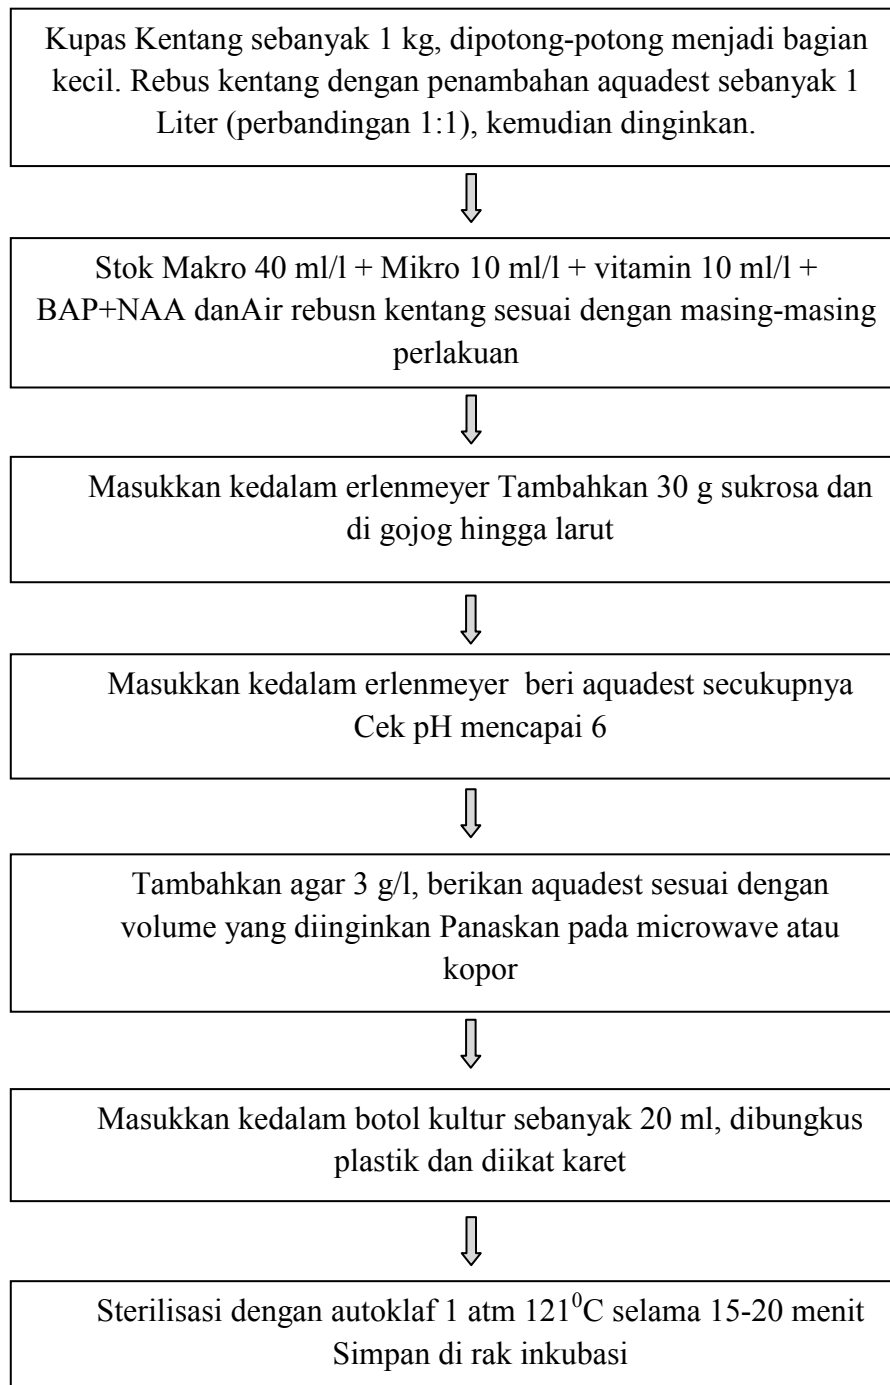 Kupas Kentang sebanyak 1 kg, dipotong-potong menjadi bagian
kecil. Rebus kentang dengan penambahan aquadest sebanyak 1
Liter (perbandingan 1:1), kemudian dinginkan.
Stok Makro 40 ml/l + Mikro 10 ml/l + vitamin 10 ml/l +
BAP+NAA danAir rebusn kentang sesuai dengan masing-masing
perlakuan
Masukkan kedalam erlenmeyer Tambahkan 30 g sukrosa dan
di gojog hingga larut
Masukkan kedalam erlenmeyer  beri aquadest secukupnya
Cek pH mencapai 6
Tambahkan agar 3 g/l, berikan aquadest sesuai dengan
volume yang diinginkan Panaskan pada microwave atau
kopor
Masukkan kedalam botol kultur sebanyak 20 ml, dibungkus
plastik dan diikat karet
Sterilisasi dengan autoklaf 1 atm 121⁰C selama 15-20 menit
Simpan di rak inkubasi